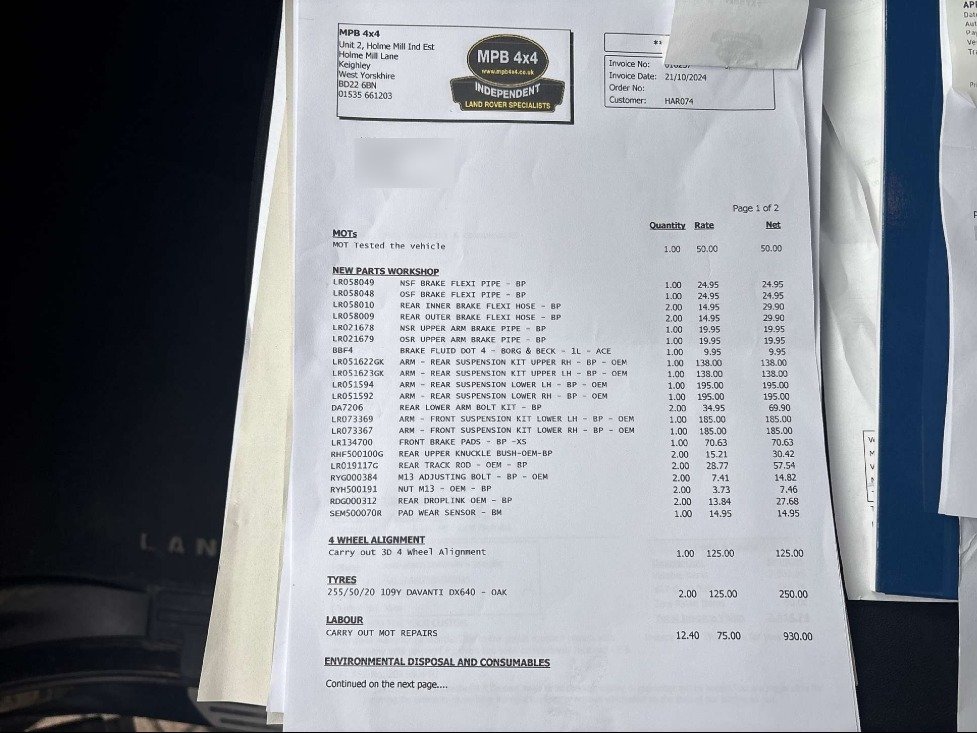 MPB 4x4
Unit 2, Holme Mill Ind Est
Holme Mill Lane
Keighley
West Yorskhire
BD22 6BN
01535 661203
MPB 4x4
www.mpb4x4.co.uk
INDEPENDENT
LAND ROVER SPECIALISTS
Invoice No:
Invoice Date: 21/10/2024
Order No:
Customer: HAR074
Page 1 of 2
Quantity Rate Net
MOTs
MOT Tested the vehicle 1.00 50.00 50.00
NEW PARTS WORKSHOP
LR058049 NSF BRAKE FLEXI PIPE - BP 1.00 24.95 24.95
LR058048 OSF BRAKE FLEXI PIPE - BP 1.00 24.95 24.95
LR058010 REAR INNER BRAKE FLEXI HOSE - BP 2.00 14.95 29.90
LR058009 REAR OUTER BRAKE FLEXI HOSE - BP 2.00 14.95 29.90
LR021678 NSR UPPER ARM BRAKE PIPE - BP 1.00 19.95 19.95
LR021679 OSR UPPER ARM BRAKE PIPE - BP 1.00 19.95 19.95
BBF4 BRAKE FLUID DOT 4 - BORG & BECK - 1L - ACE 1.00 9.95 9.95
LR051622GK ARM - REAR SUSPENSION KIT UPPER RH - BP - OEM 1.00 138.00 138.00
LR051623GK ARM - REAR SUSPENSION KIT UPPER LH - BP - OEM 1.00 138.00 138.00
LR051594 ARM - REAR SUSPENSION LOWER LH - BP - OEM 1.00 195.00 195.00
LR051592 ARM - REAR SUSPENSION LOWER RH - BP - OEM 1.00 195.00 195.00
DA7206 REAR LOWER ARM BOLT KIT - BP 2.00 34.95 69.90
LR073369 ARM - FRONT SUSPENSION KIT LOWER LH - BP - OEM 1.00 185.00 185.00
LR073367 ARM - FRONT SUSPENSION KIT LOWER RH - BP - OEM 1.00 185.00 185.00
LR134700 FRONT BRAKE PADS - BP -XS 1.00 70.63 70.63
RHF500100G REAR UPPER KNUCKLE BUSH-OEM-BP 2.00 15.21 30.42
LR019117G REAR TRACK ROD - OEM - BP 2.00 28.77 57.54
RYG000384 M13 ADJUSTING BOLT - BP - OEM 2.00 7.41 14.82
RYH500191 NUT M13 - OEM - BP 2.00 3.73 7.46
RDG000312 REAR DROPLINK OEM - BP 2.00 13.84 27.68
SEM500070R PAD WEAR SENSOR - BM 1.00 14.95 14.95
4 WHEEL ALIGNMENT
Carry out 3D 4 Wheel Alignment 1.00 125.00 125.00
TYRES
255/50/20 109Y DAVANTI DX640 - OAK 2.00 125.00 250.00
LABOUR
CARRY OUT MOT REPAIRS 12.40 75.00 930.00
ENVIRONMENTAL DISPOSAL AND CONSUMABLES
Continued on the next page....
LAN